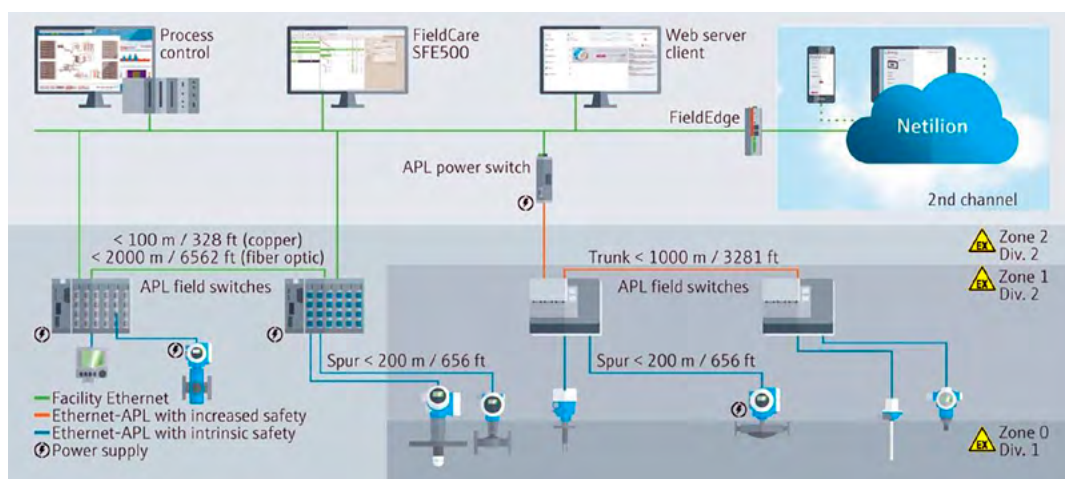 Process
control
FieldCare
SFE500
Web server
client
FieldEdge
Netilion
2nd channel
APL power switch
< 100 m / 328 ft (copper)
< 2000 m / 6562 ft (fiber optic)
APL field switches
Trunk < 1000 m / 3281 ft
APL field switches
EX
Zone 2
Div. 2
EX
Zone 1
Div. 2
Spur < 200 m / 656 ft
Spur < 200 m / 656 ft
Facility Ethernet
Ethernet-APL with increased safety
Ethernet-APL with intrinsic safety
Power supply
EX
Zone 0
Div. 1